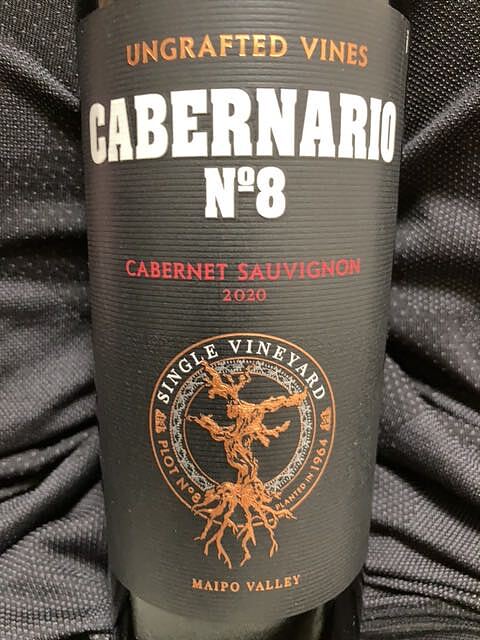 UNGRAFTED VINES
CABERNARIO
Nº8
CABERNET SAUVIGNON
2020
SINGLE VINEYARD
PLOT Nº8
PLANTED IN 1964
MAIPO VALLEY